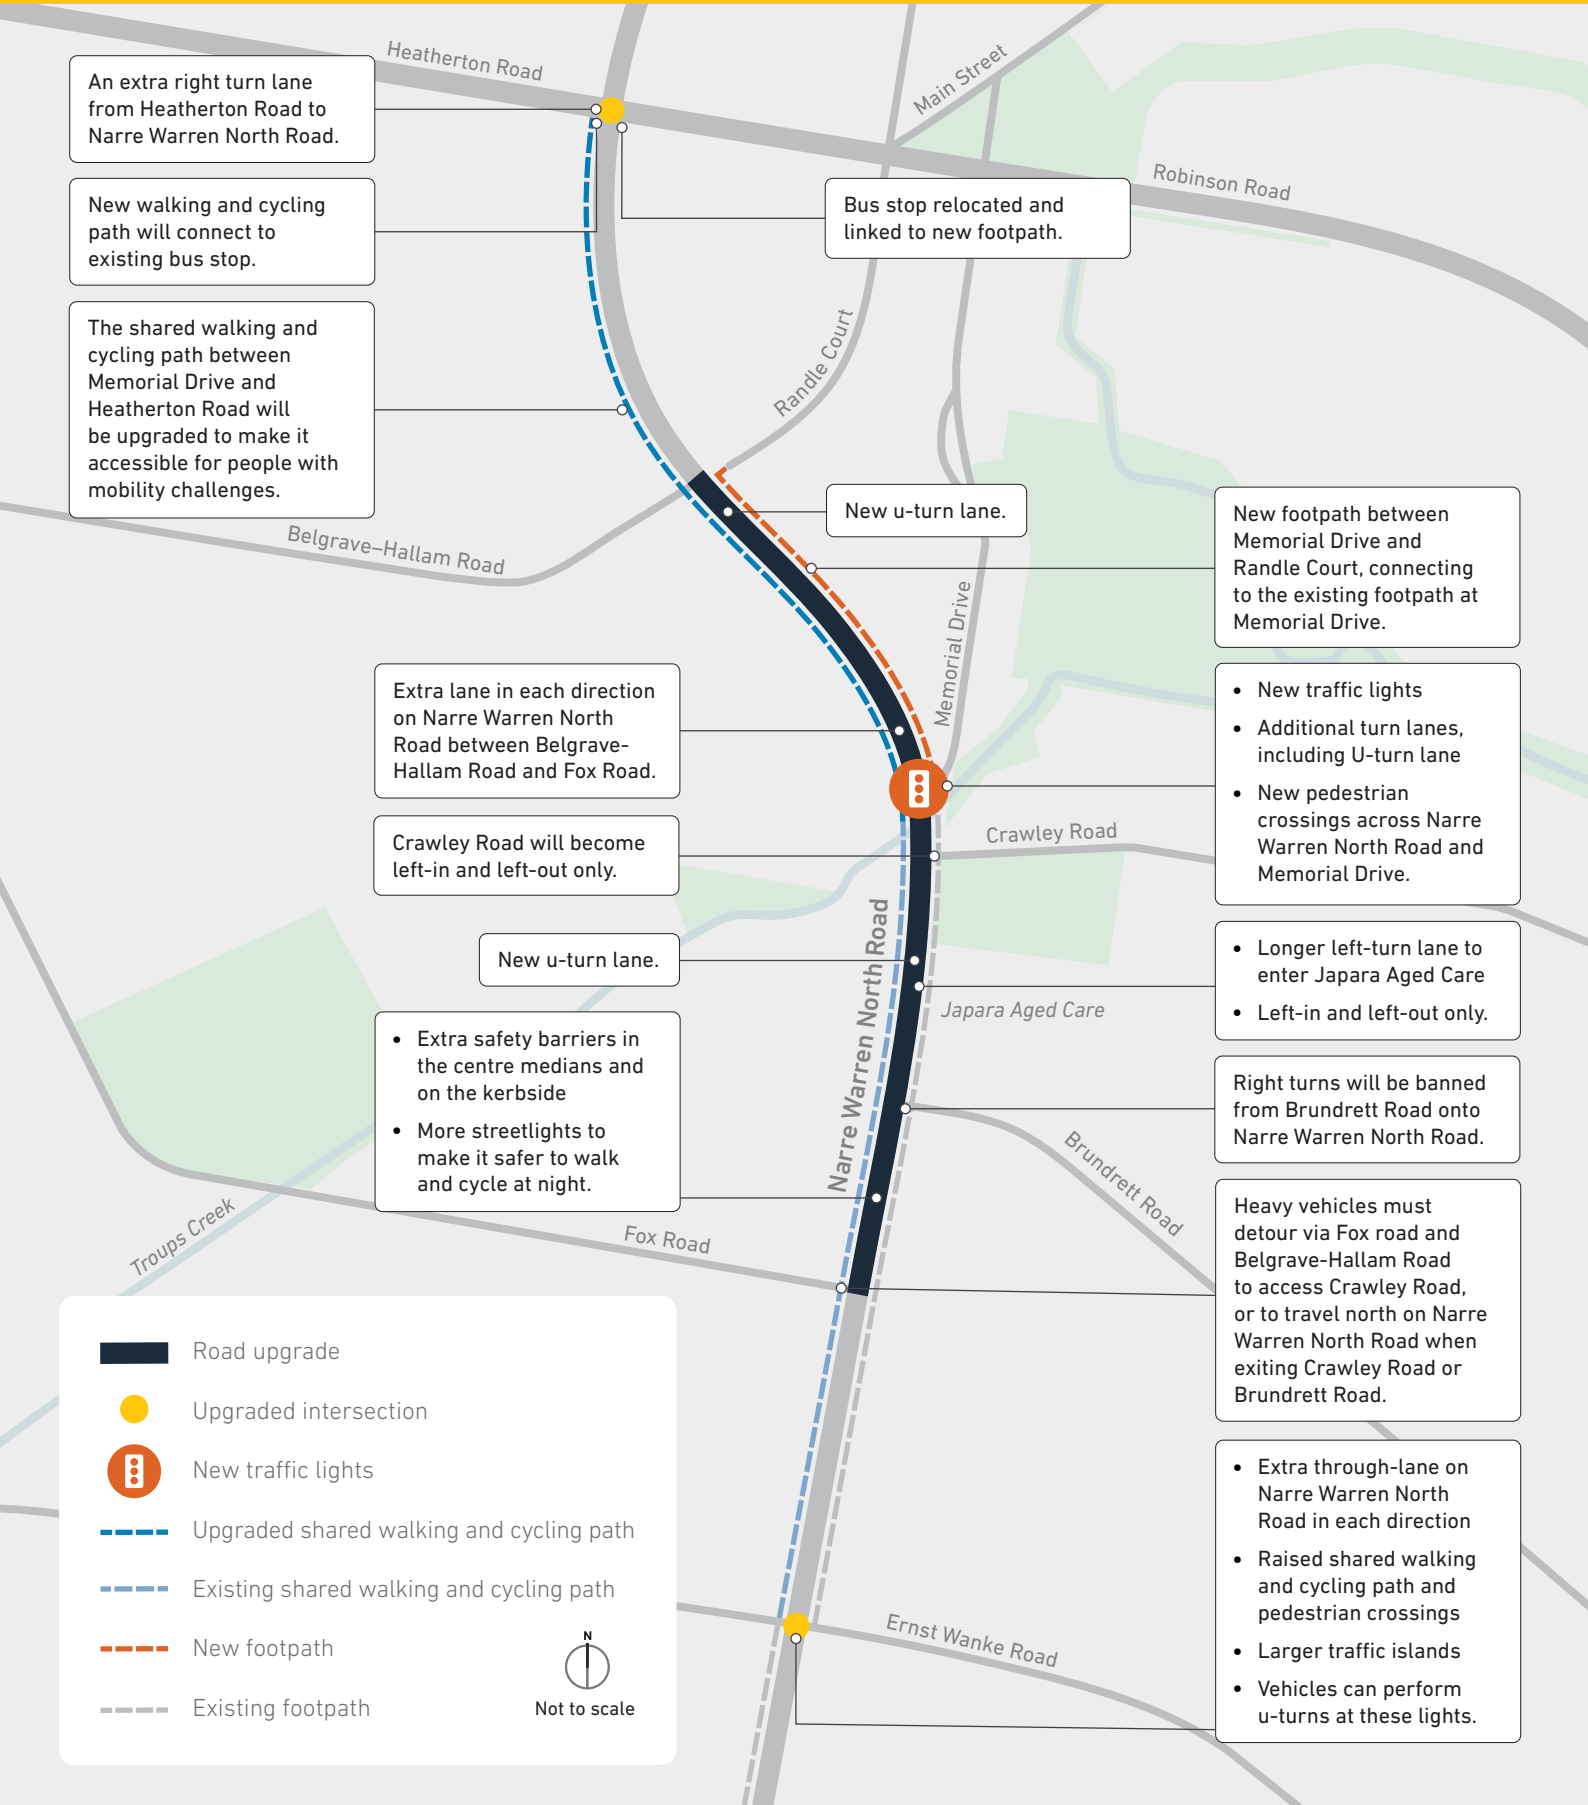 Heatherton Road
Main Street
An extra right turn lane
from Heatherton Road to
Narre Warren North Road.
Robinson Road
New walking and cycling
path will connect to
existing bus stop.
Bus stop relocated and
linked to new footpath.
The shared walking and
cycling path between
Memorial Drive and
Heatherton Road will
be upgraded to make it
accessible for people with
mobility challenges.
Randle Court
Belgrave–Hallam Road
New u-turn lane.
New footpath between
Memorial Drive and
Randle Court, connecting
to the existing footpath at
Memorial Drive.
Memorial Drive
Extra lane in each direction
on Narre Warren North
Road between Belgrave-
Hallam Road and Fox Road.
• New traffic lights
• Additional turn lanes,
including U-turn lane
• New pedestrian
crossings across Narre
Warren North Road and
Memorial Drive.
Crawley Road will become
left-in and left-out only.
Crawley Road
Narre Warren North Road
New u-turn lane.
• Longer left-turn lane to
enter Japara Aged Care
• Left-in and left-out only.
Japara Aged Care
• Extra safety barriers in
the centre medians and
on the kerbside
• More streetlights to
make it safer to walk
and cycle at night.
Right turns will be banned
from Brundrett Road onto
Narre Warren North Road.
Brundrett Road
Troups Creek
Fox Road
Heavy vehicles must
detour via Fox road and
Belgrave-Hallam Road
to access Crawley Road,
or to travel north on Narre
Warren North Road when
exiting Crawley Road or
Brundrett Road.
Road upgrade
Upgraded intersection
New traffic lights
Upgraded shared walking and cycling path
Existing shared walking and cycling path
New footpath
Existing footpath
N
Not to scale
Ernst Wanke Road
• Extra through-lane on
Narre Warren North
Road in each direction
• Raised shared walking
and cycling path and
pedestrian crossings
• Larger traffic islands
• Vehicles can perform
u-turns at these lights.